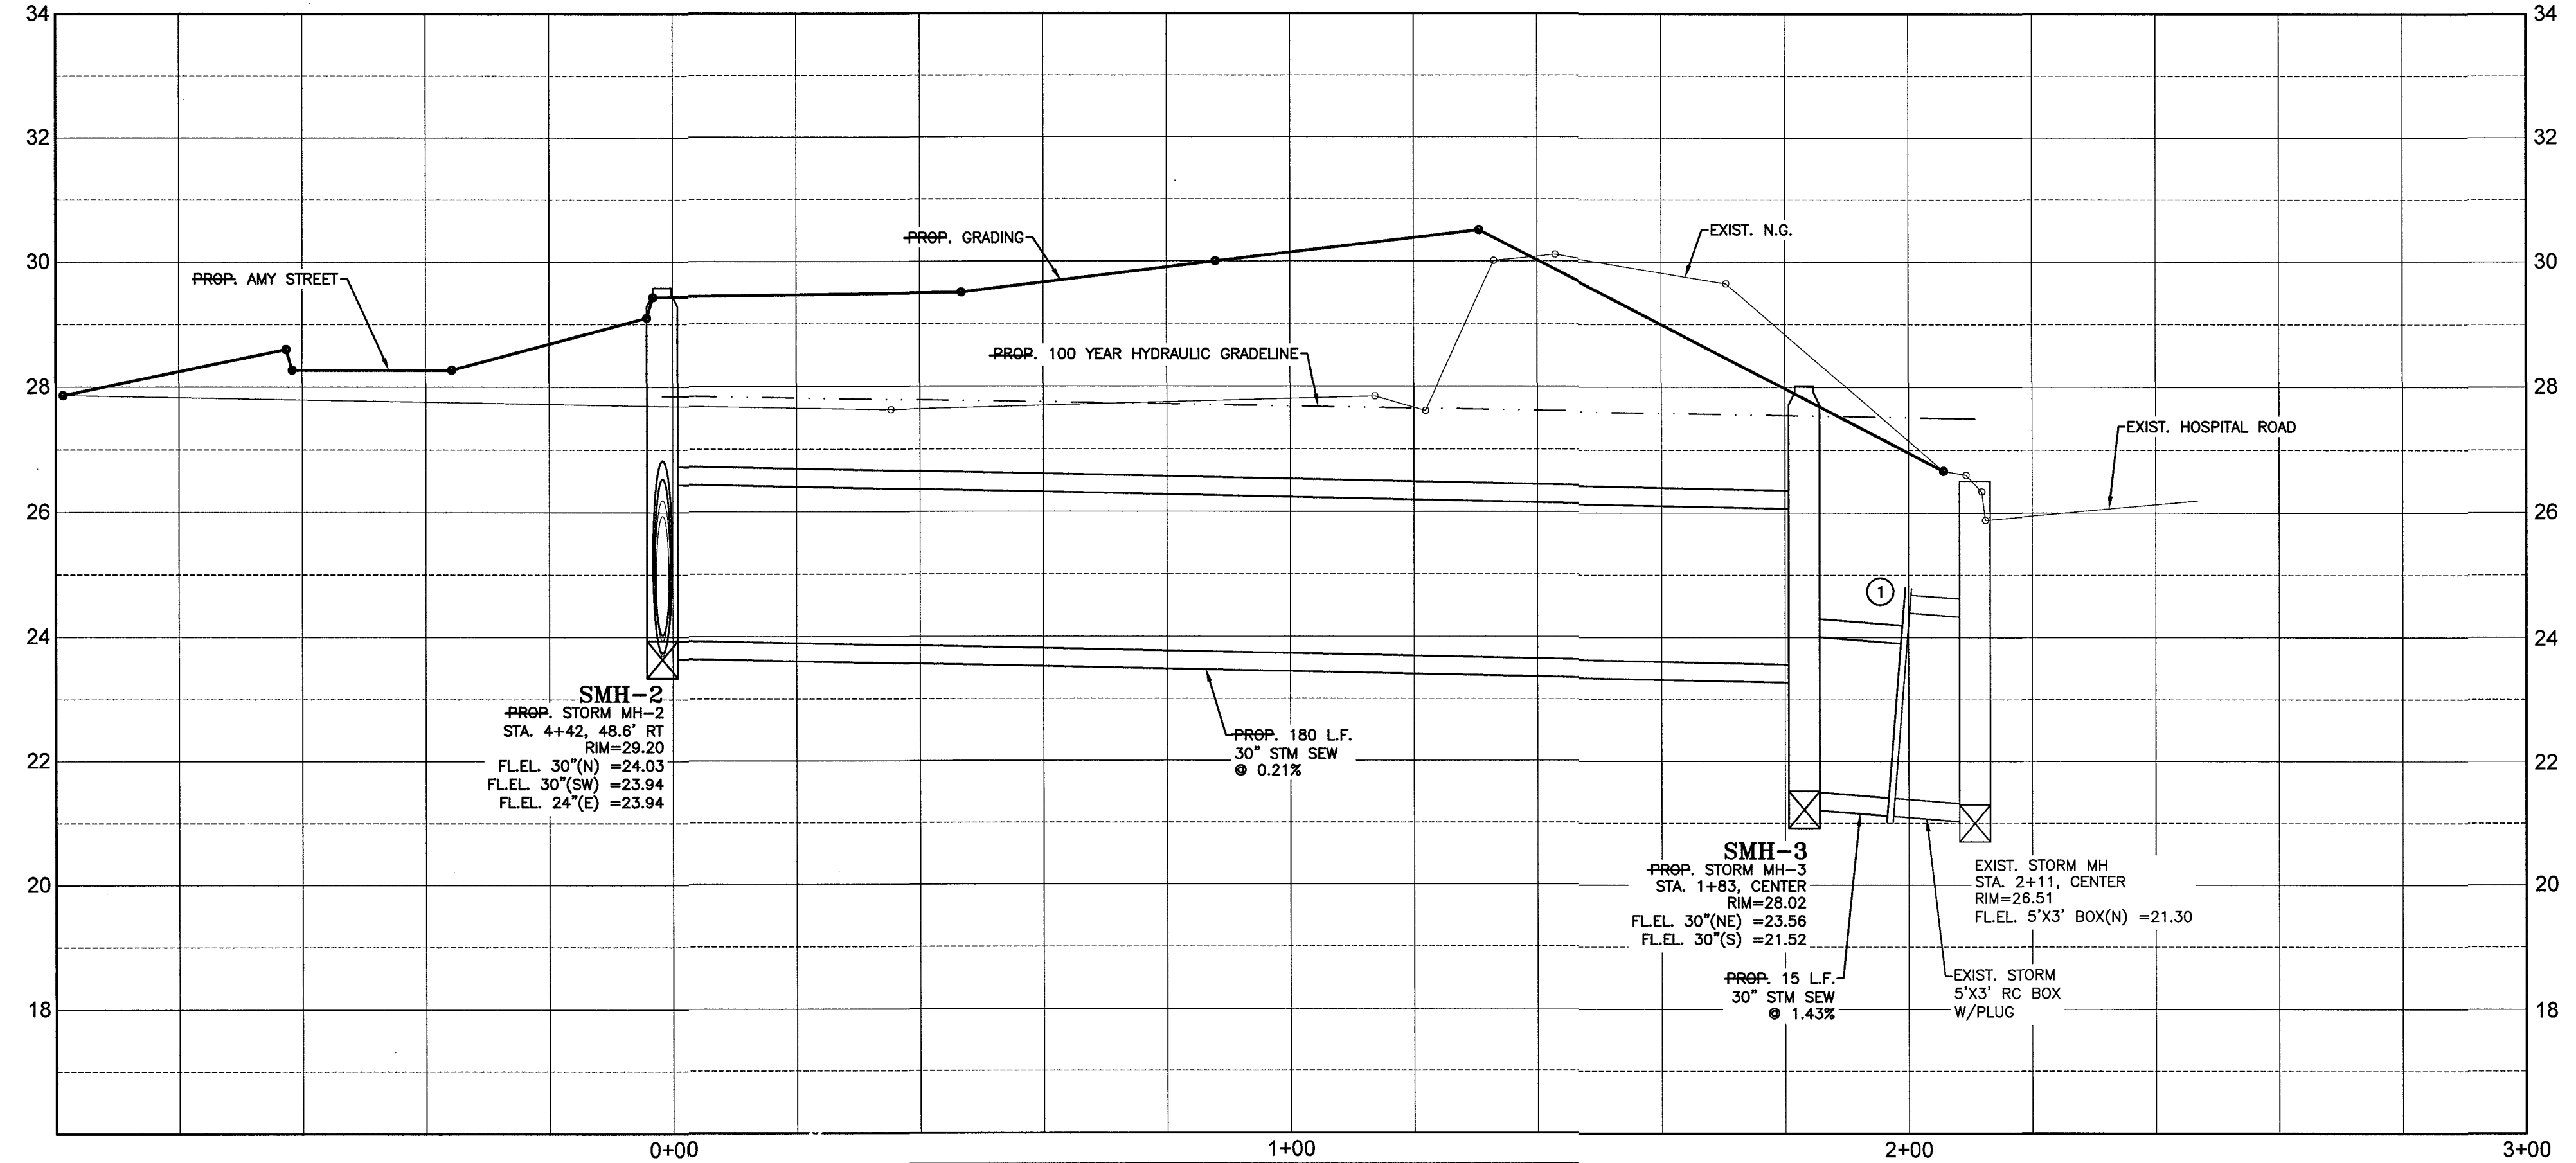 34
34
32
32
PROP. GRADING
EXIST. N.G.
30
30
PROP. AMY STREET
PROP. 100 YEAR HYDRAULIC GRADELINE
28
28
EXIST. HOSPITAL ROAD
26
26
1
24
24
SMH-2
PROP. STORM MH-2
STA. 4+42, 48.6' RT
RIM=29.20
FL.EL. 30"(N) =24.03
FL.EL. 30"(SW) =23.94
FL.EL. 24"(E) =23.94
PROP. 180 L.F.
30" STM SEW
@ 0.21%
22
22
SMH-3
PROP. STORM MH-3
STA. 1+83, CENTER
RIM=28.02
FL.EL. 30"(NE) =23.56
FL.EL. 30"(S) =21.52
EXIST. STORM MH
STA. 2+11, CENTER
RIM=26.51
FL.EL. 5'X3' BOX(N) =21.30
20
20
PROP. 15 L.F.
30" STM SEW
@ 1.43%
EXIST. STORM
5'X3' RC BOX
W/PLUG
18
18
0+00
1+00
2+00
3+00